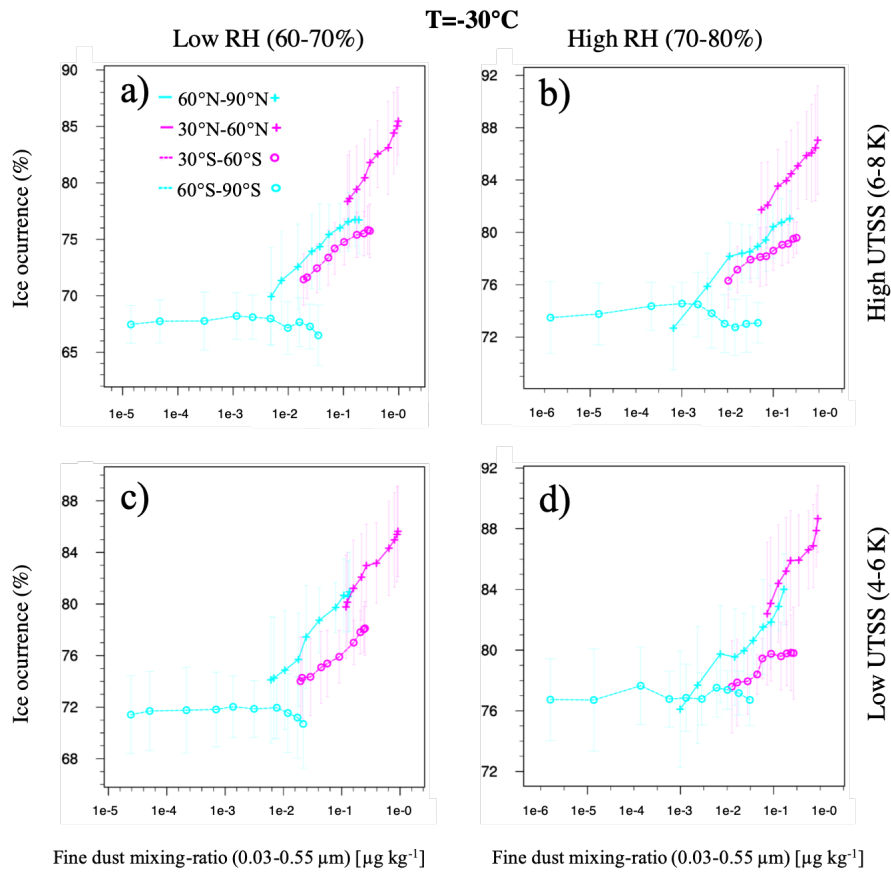 T=-30°C
Low RH (60-70%)
High RH (70-80%)
a)
60°N-90°N
30°N-60°N
30°S-60°S
60°S-90°S
Ice ocurrence (%)
90
85
80
75
70
65
1e-5 1e-4 1e-3 1e-2 1e-1 1e-0
b)
92
88
84
80
76
72
1e-6 1e-5 1e-4 1e-3 1e-2 1e-1 1e-0
High UTSS (6-8 K)
c)
Ice ocurrence (%)
88
84
80
76
72
68
1e-5 1e-4 1e-3 1e-2 1e-1 1e-0
d)
92
88
84
80
76
72
1e-6 1e-5 1e-4 1e-3 1e-2 1e-1 1e-0
Low UTSS (4-6 K)
Fine dust mixing-ratio (0.03-0.55 µm) [µg kg⁻¹]
Fine dust mixing-ratio (0.03-0.55 µm) [µg kg⁻¹]